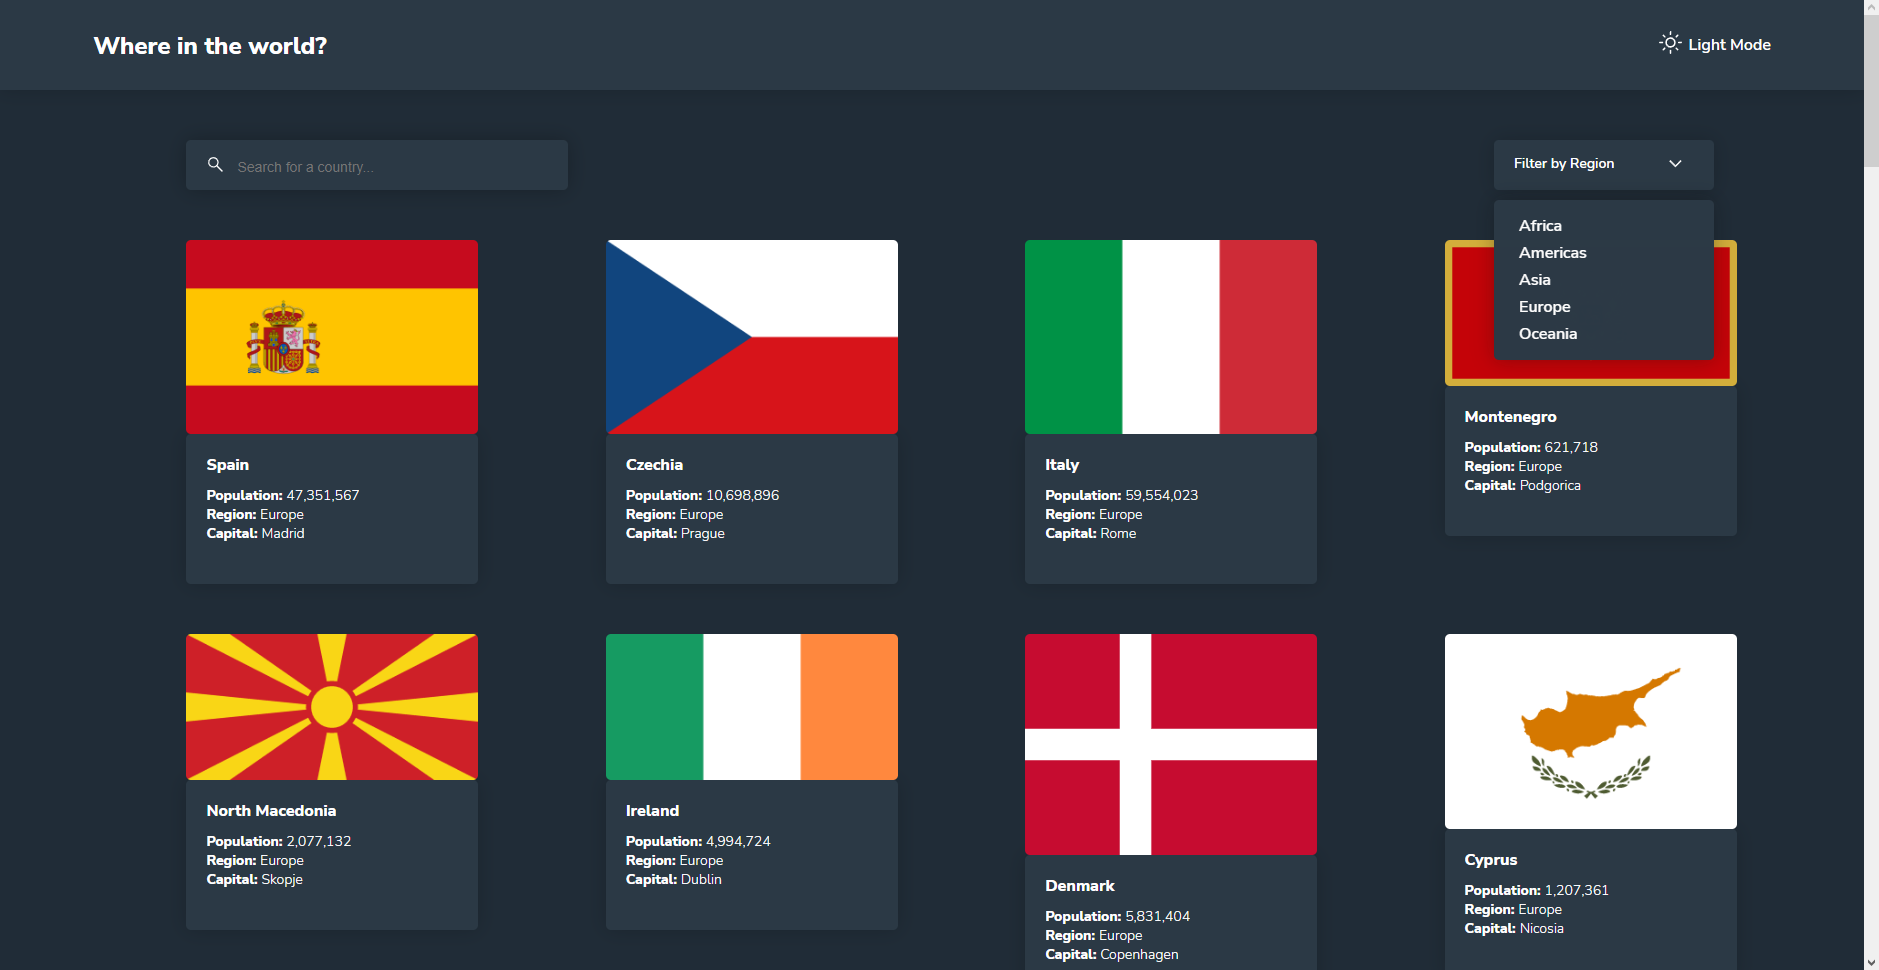 Where in the world?
Light Mode
Search for a country...
Filter by Region
Africa
Americas
Asia
Europe
Oceania
Spain
Population: 47,351,567
Region: Europe
Capital: Madrid
Czechia
Population: 10,698,896
Region: Europe
Capital: Prague
Italy
Population: 59,554,023
Region: Europe
Capital: Rome
Montenegro
Population: 621,718
Region: Europe
Capital: Podgorica
North Macedonia
Population: 2,077,132
Region: Europe
Capital: Skopje
Ireland
Population: 4,994,724
Region: Europe
Capital: Dublin
Denmark
Population: 5,831,404
Region: Europe
Capital: Copenhagen
Cyprus
Population: 1,207,361
Region: Europe
Capital: Nicosia